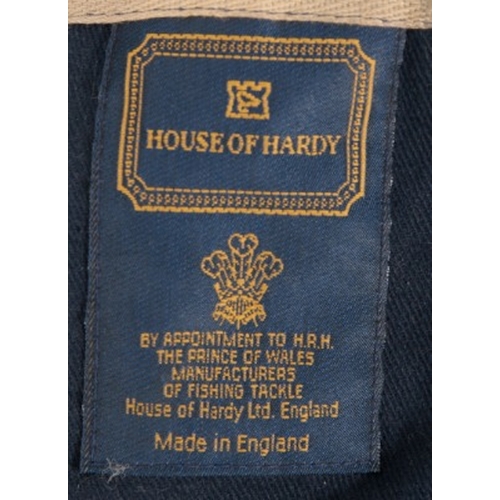 HOUSE OF HARDY
BY APPOINTMENT TO H.R.H.
THE PRINCE OF WALES
MANUFACTURERS
OF FISHING TACKLE
House of Hardy Ltd. England
Made in England